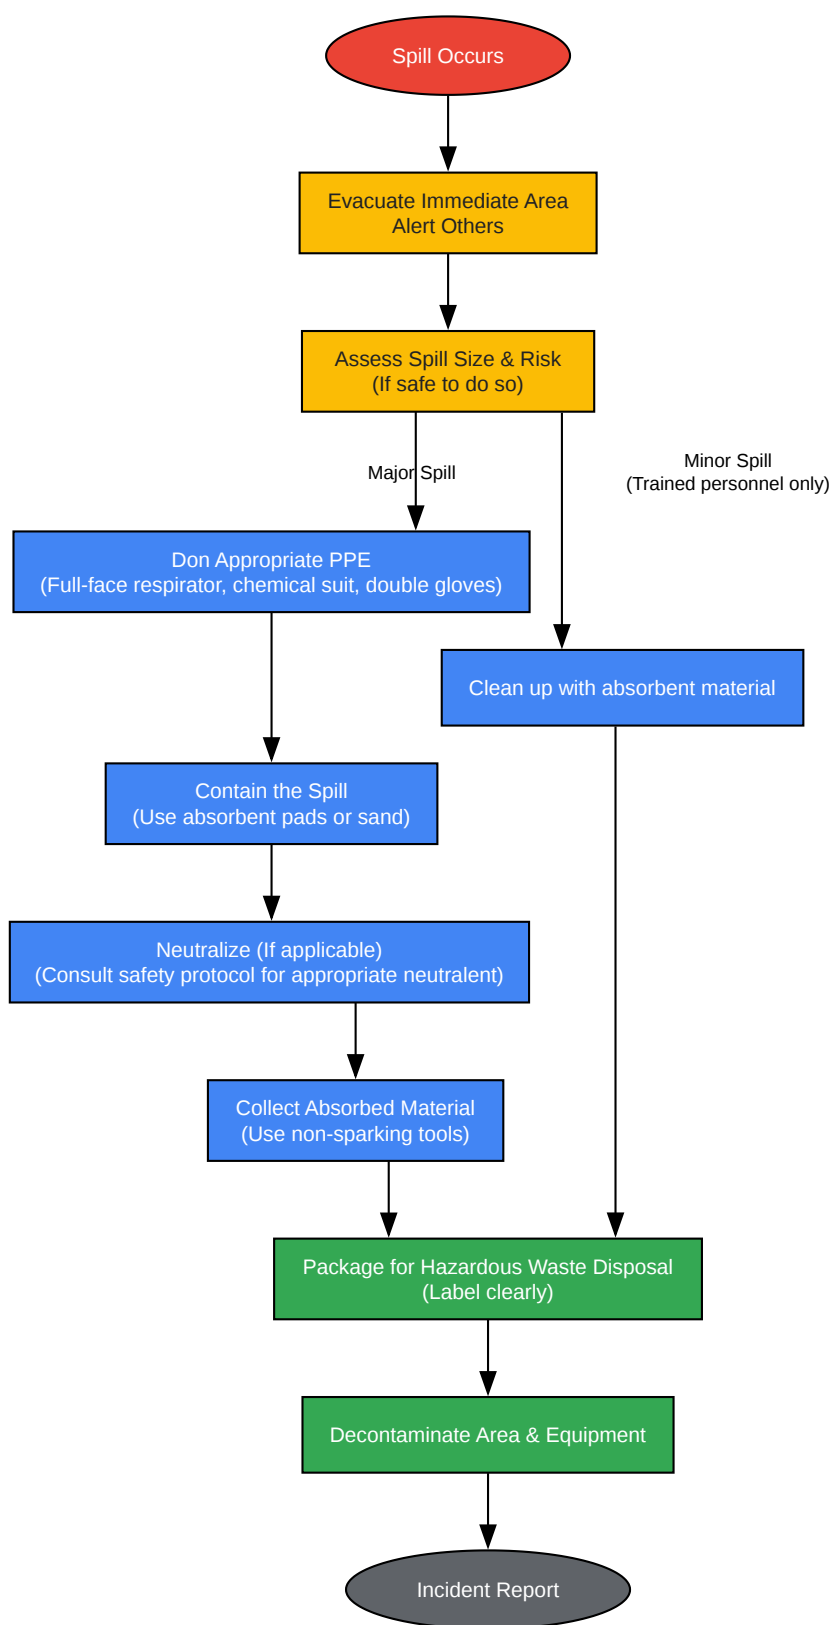 Spill Occurs
Evacuate Immediate Area
Alert Others
Assess Spill Size & Risk
(If safe to do so)
Major Spill
Minor Spill
(Trained personnel only)
Don Appropriate PPE
(Full-face respirator, chemical suit, double gloves)
Clean up with absorbent material
Contain the Spill
(Use absorbent pads or sand)
Neutralize (If applicable)
(Consult safety protocol for appropriate neutralent)
Collect Absorbed Material
(Use non-sparking tools)
Package for Hazardous Waste Disposal
(Label clearly)
Decontaminate Area & Equipment
Incident Report